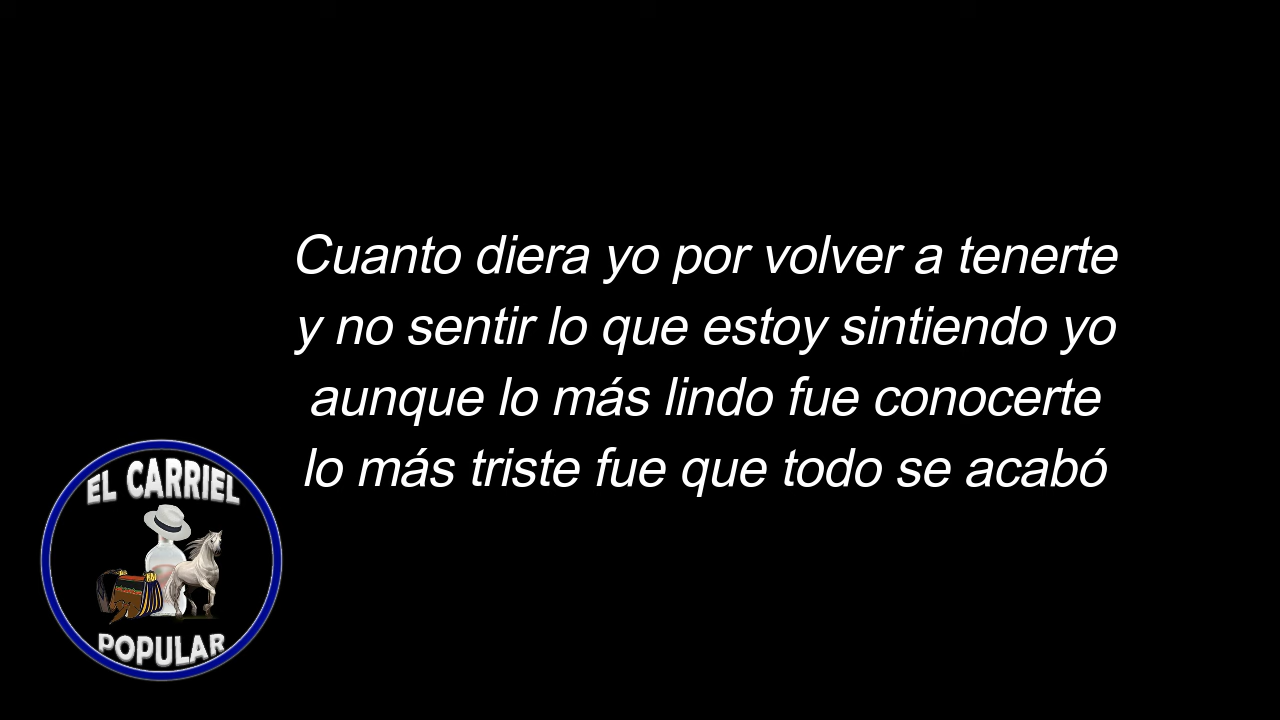 Cuanto diera yo por volver a tenerte
y no sentir lo que estoy sintiendo yo
aunque lo más lindo fue conocerte
lo más triste fue que todo se acabó
EL CARRIEL
POPULAR